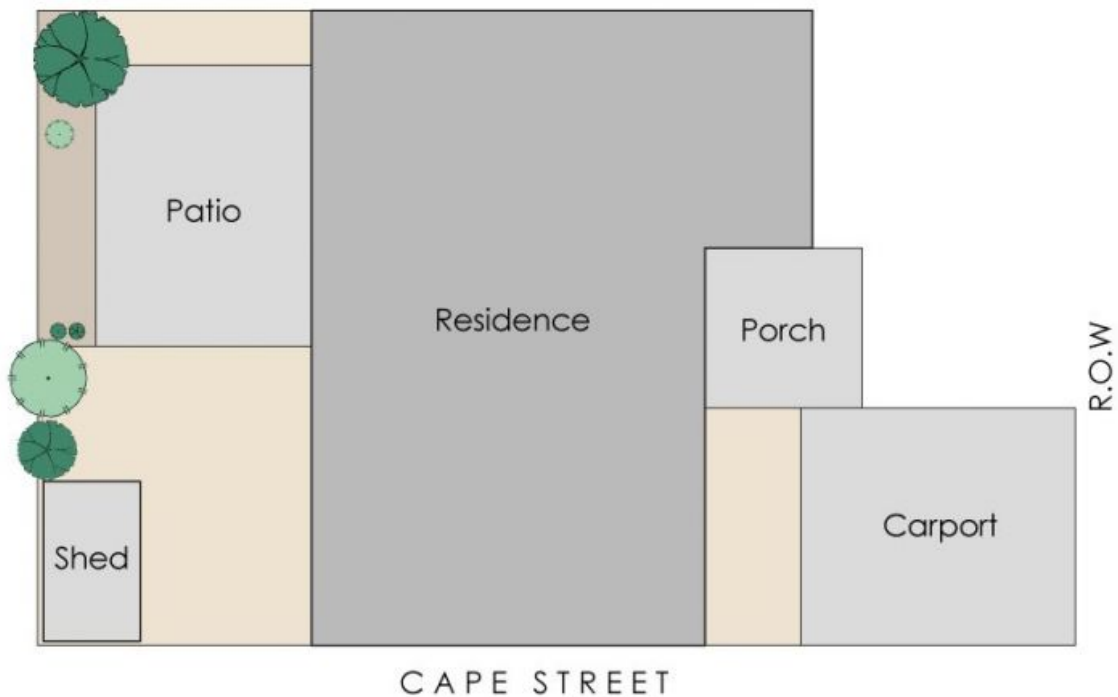 Patio
Residence
Porch
R.O.W
Carport
Shed
CAPE STREET